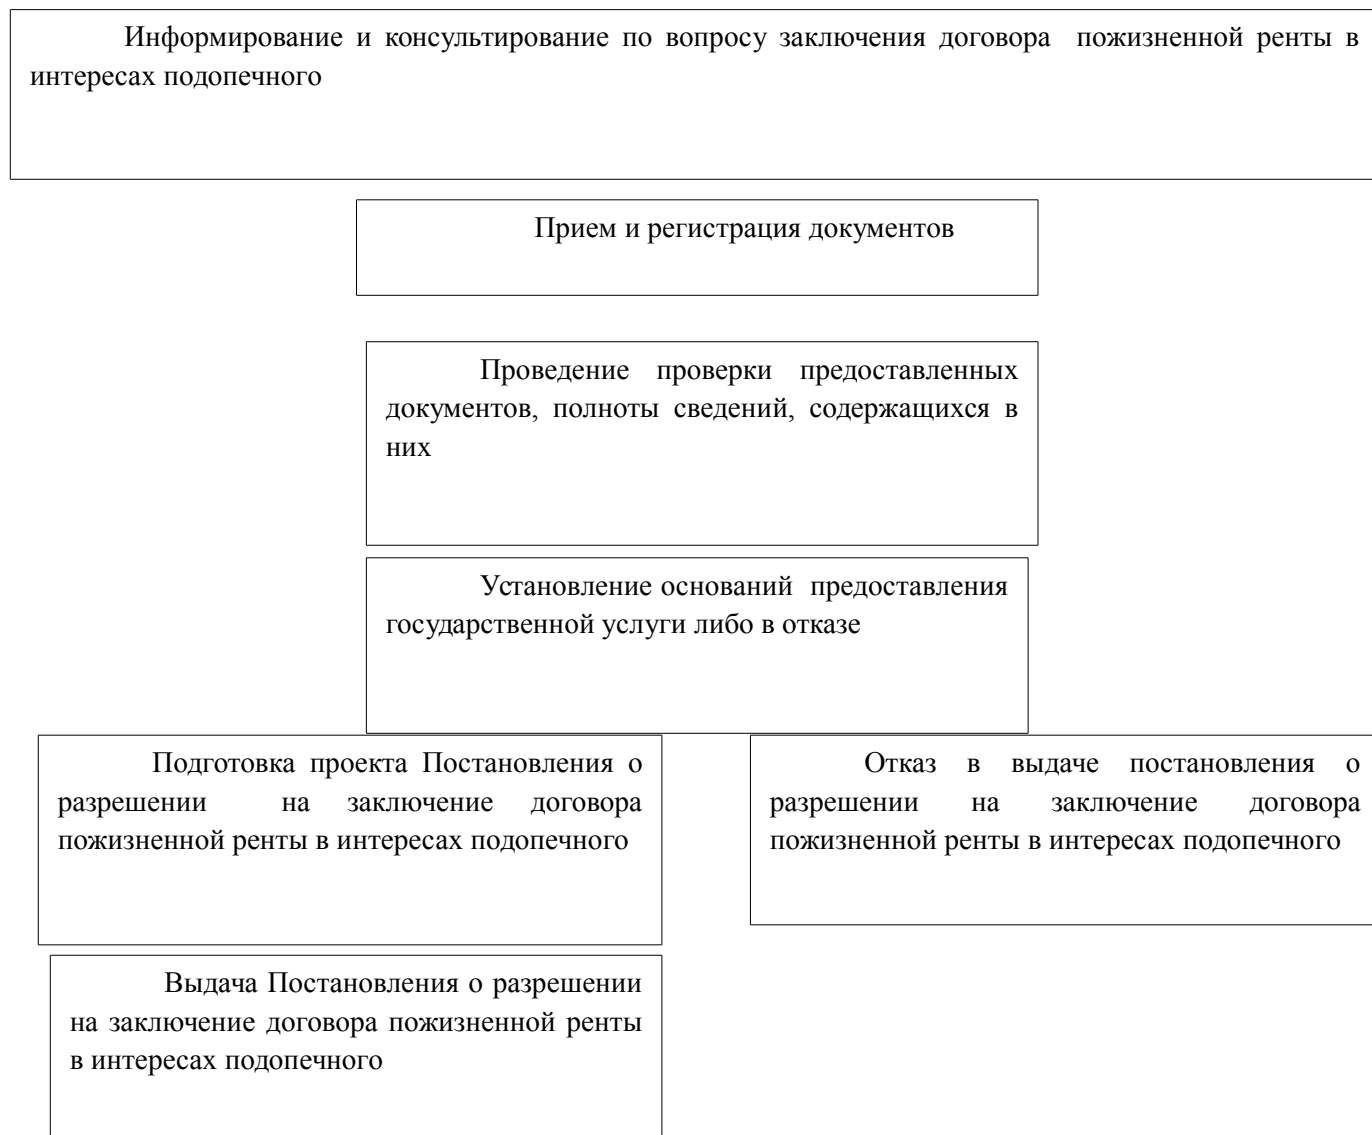 Информирование и консультирование по вопросу заключения договора пожизненной ренты в
интересах подопечного
Прием и регистрация документов
Проведение проверки предоставленных
документов, полноты сведений, содержащихся в
них
Установление оснований предоставления
государственной услуги либо в отказе
Подготовка проекта Постановления о
разрешении на заключение договора
пожизненной ренты в интересах подопечного
Отказ в выдаче постановления о
разрешении на заключение договора
пожизненной ренты в интересах подопечного
Выдача Постановления о разрешении
на заключение договора пожизненной ренты
в интересах подопечного